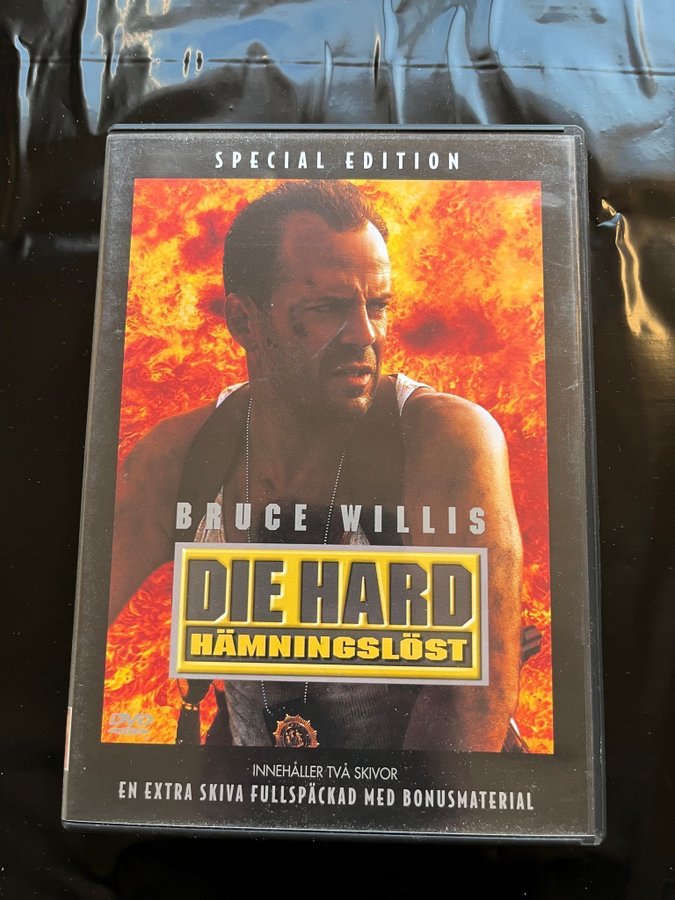 SPECIAL EDITION
BRUCE WILLIS
DIE HARD
HÄMNINGSLÖST
DVD
INNEHÅLLER TVÅ SKIVOR
EN EXTRA SKIVA FULLSPÄCKAD MED BONUSMATERIAL